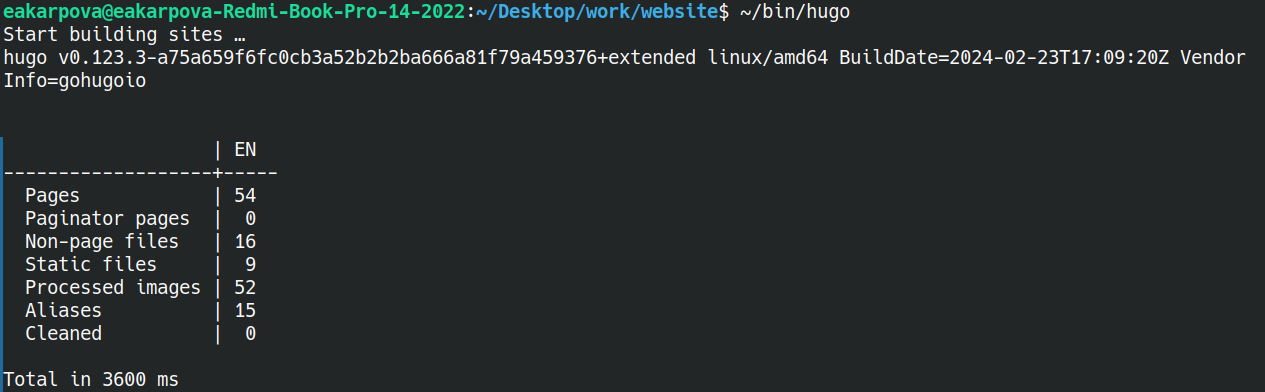 eakarpova@eakarpova-Redmi-Book-Pro-14-2022:~/Desktop/work/website$ ~/bin/hugo
Start building sites …
hugo v0.123.3-a75a659f6fc0cb3a52b2b2ba666a81f79a459376+extended linux/amd64 BuildDate=2024-02-23T17:09:20Z Vendor
Info=gohugoio
                   | EN
-------------------+-----
  Pages            | 54
  Paginator pages  |  0
  Non-page files   | 16
  Static files     |  9
  Processed images | 52
  Aliases          | 15
  Cleaned          |  0
Total in 3600 ms